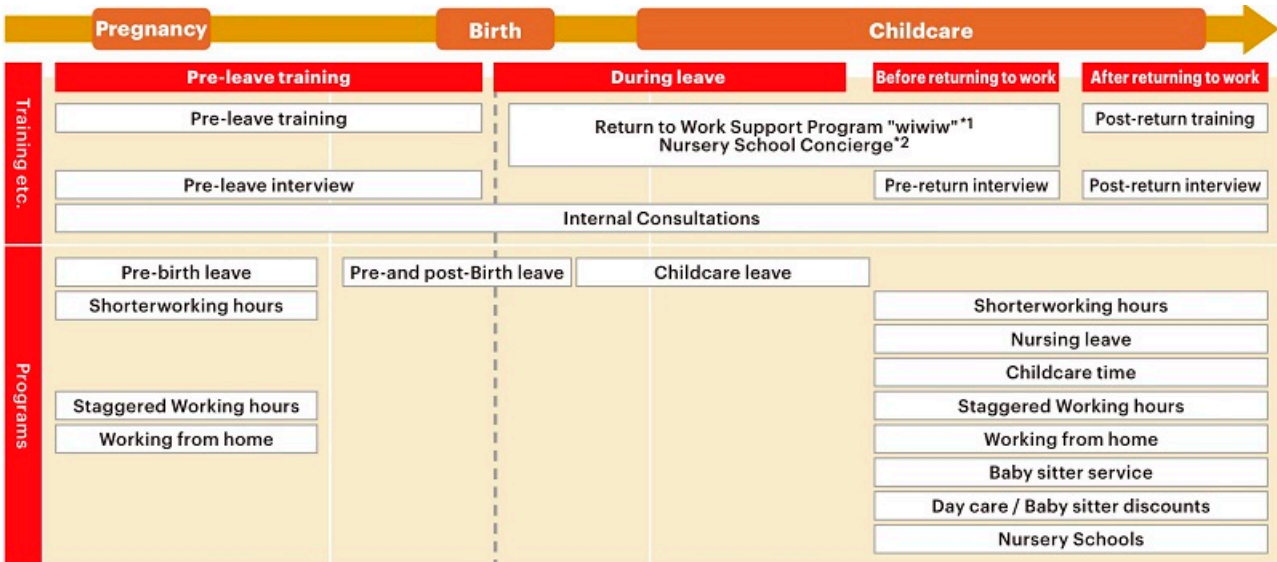 Pregnancy
Birth
Childcare
Pre-leave training
During leave
Before returning to work
After returning to work
Training etc.
Pre-leave training
Return to Work Support Program "wiwiw"*1
Nursery School Concierge*2
Post-return training
Pre-leave interview
Pre-return interview
Post-return interview
Internal Consultations
Programs
Pre-birth leave
Pre-and post-Birth leave
Childcare leave
Shorterworking hours
Shorterworking hours
Nursing leave
Childcare time
Staggered Working hours
Staggered Working hours
Working from home
Working from home
Baby sitter service
Day care / Baby sitter discounts
Nursery Schools